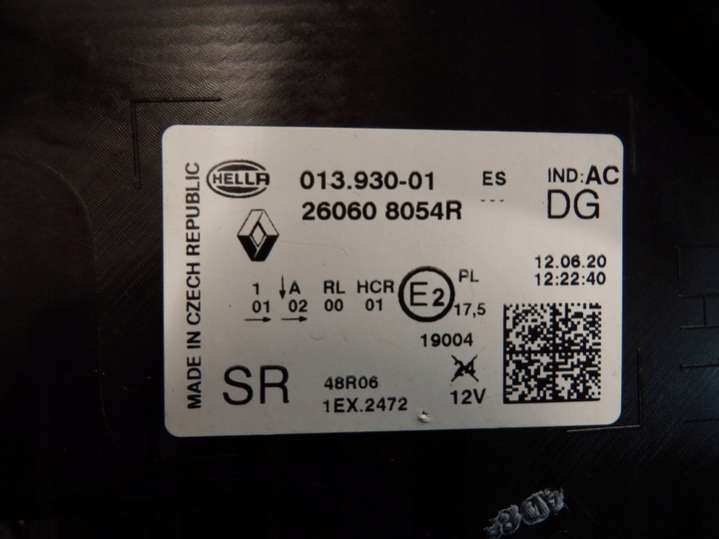 MADE IN CZECH REPUBLIC
HELLA 013.930-01 ES IND:AC
26060 8054R --- DG
12.06.20
12:22:40
1 ↓A RL HCR E2 PL
01 02 00 01 17,5
→ →
19004
SR 48R06 24
1EX.2472 12V